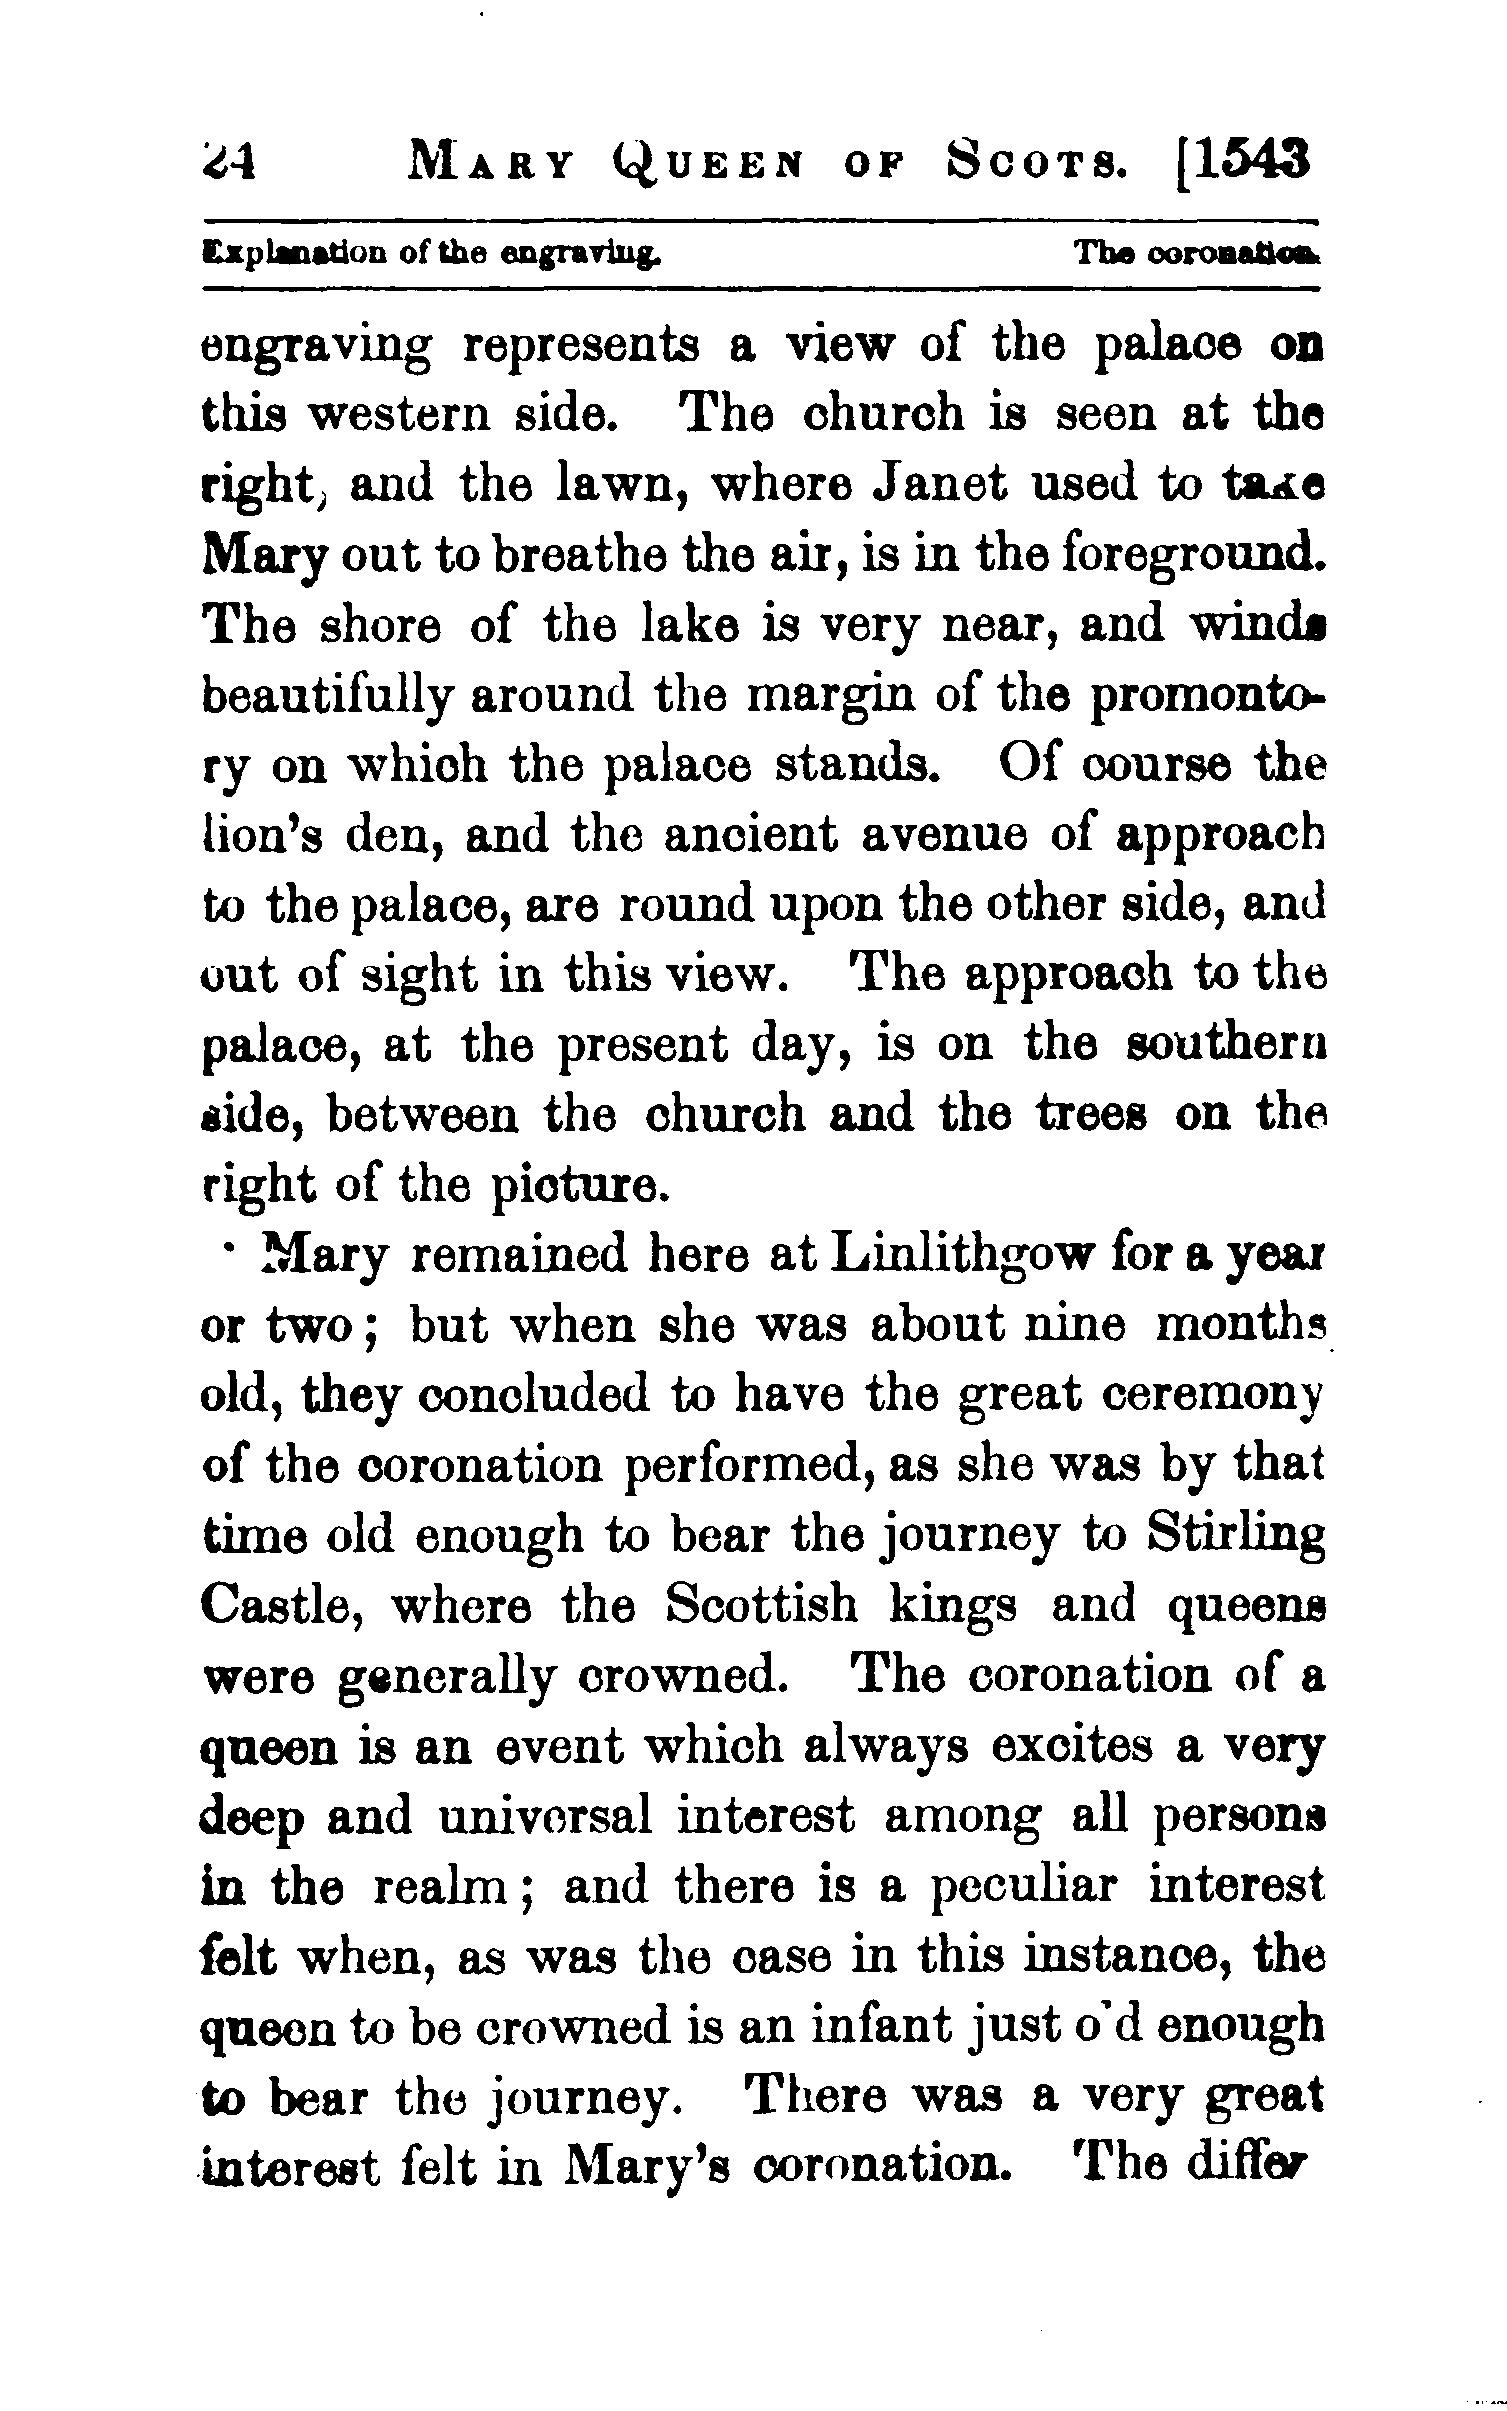 24 MARY QUEEN OF SCOTS. [1543
Explanation of the engraving. The coronation.
engraving represents a view of the palace on
this western side. The church is seen at the
right, and the lawn, where Janet used to take
Mary out to breathe the air, is in the foreground.
The shore of the lake is very near, and winds
beautifully around the margin of the promonto-
ry on which the palace stands. Of course the
lion's den, and the ancient avenue of approach
to the palace, are round upon the other side, and
out of sight in this view. The approach to the
palace, at the present day, is on the southern
side, between the church and the trees on the
right of the picture.
Mary remained here at Linlithgow for a year
or two; but when she was about nine months
old, they concluded to have the great ceremony
of the coronation performed, as she was by that
time old enough to bear the journey to Stirling
Castle, where the Scottish kings and queens
were generally crowned. The coronation of a
queen is an event which always excites a very
deep and universal interest among all persons
in the realm; and there is a peculiar interest
felt when, as was the case in this instance, the
queen to be crowned is an infant just old enough
to bear the journey. There was a very great
interest felt in Mary's coronation. The differ